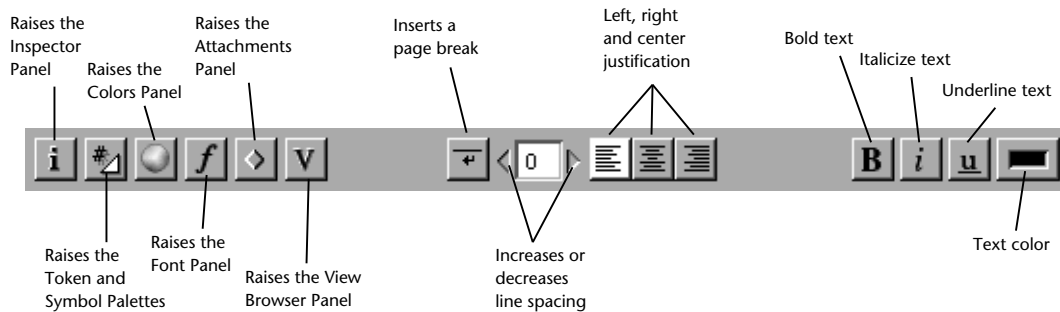 Raises the
Inspector
Panel
Raises the
Colors Panel
Raises the
Attachments
Panel
Inserts a
page break
Left, right
and center
justification
Bold text
Italicize text
Underline text
i
#
f
V
0
B
i
u
Raises the
Token and
Symbol Palettes
Raises the
Font Panel
Raises the View
Browser Panel
Increases or
decreases
line spacing
Text color